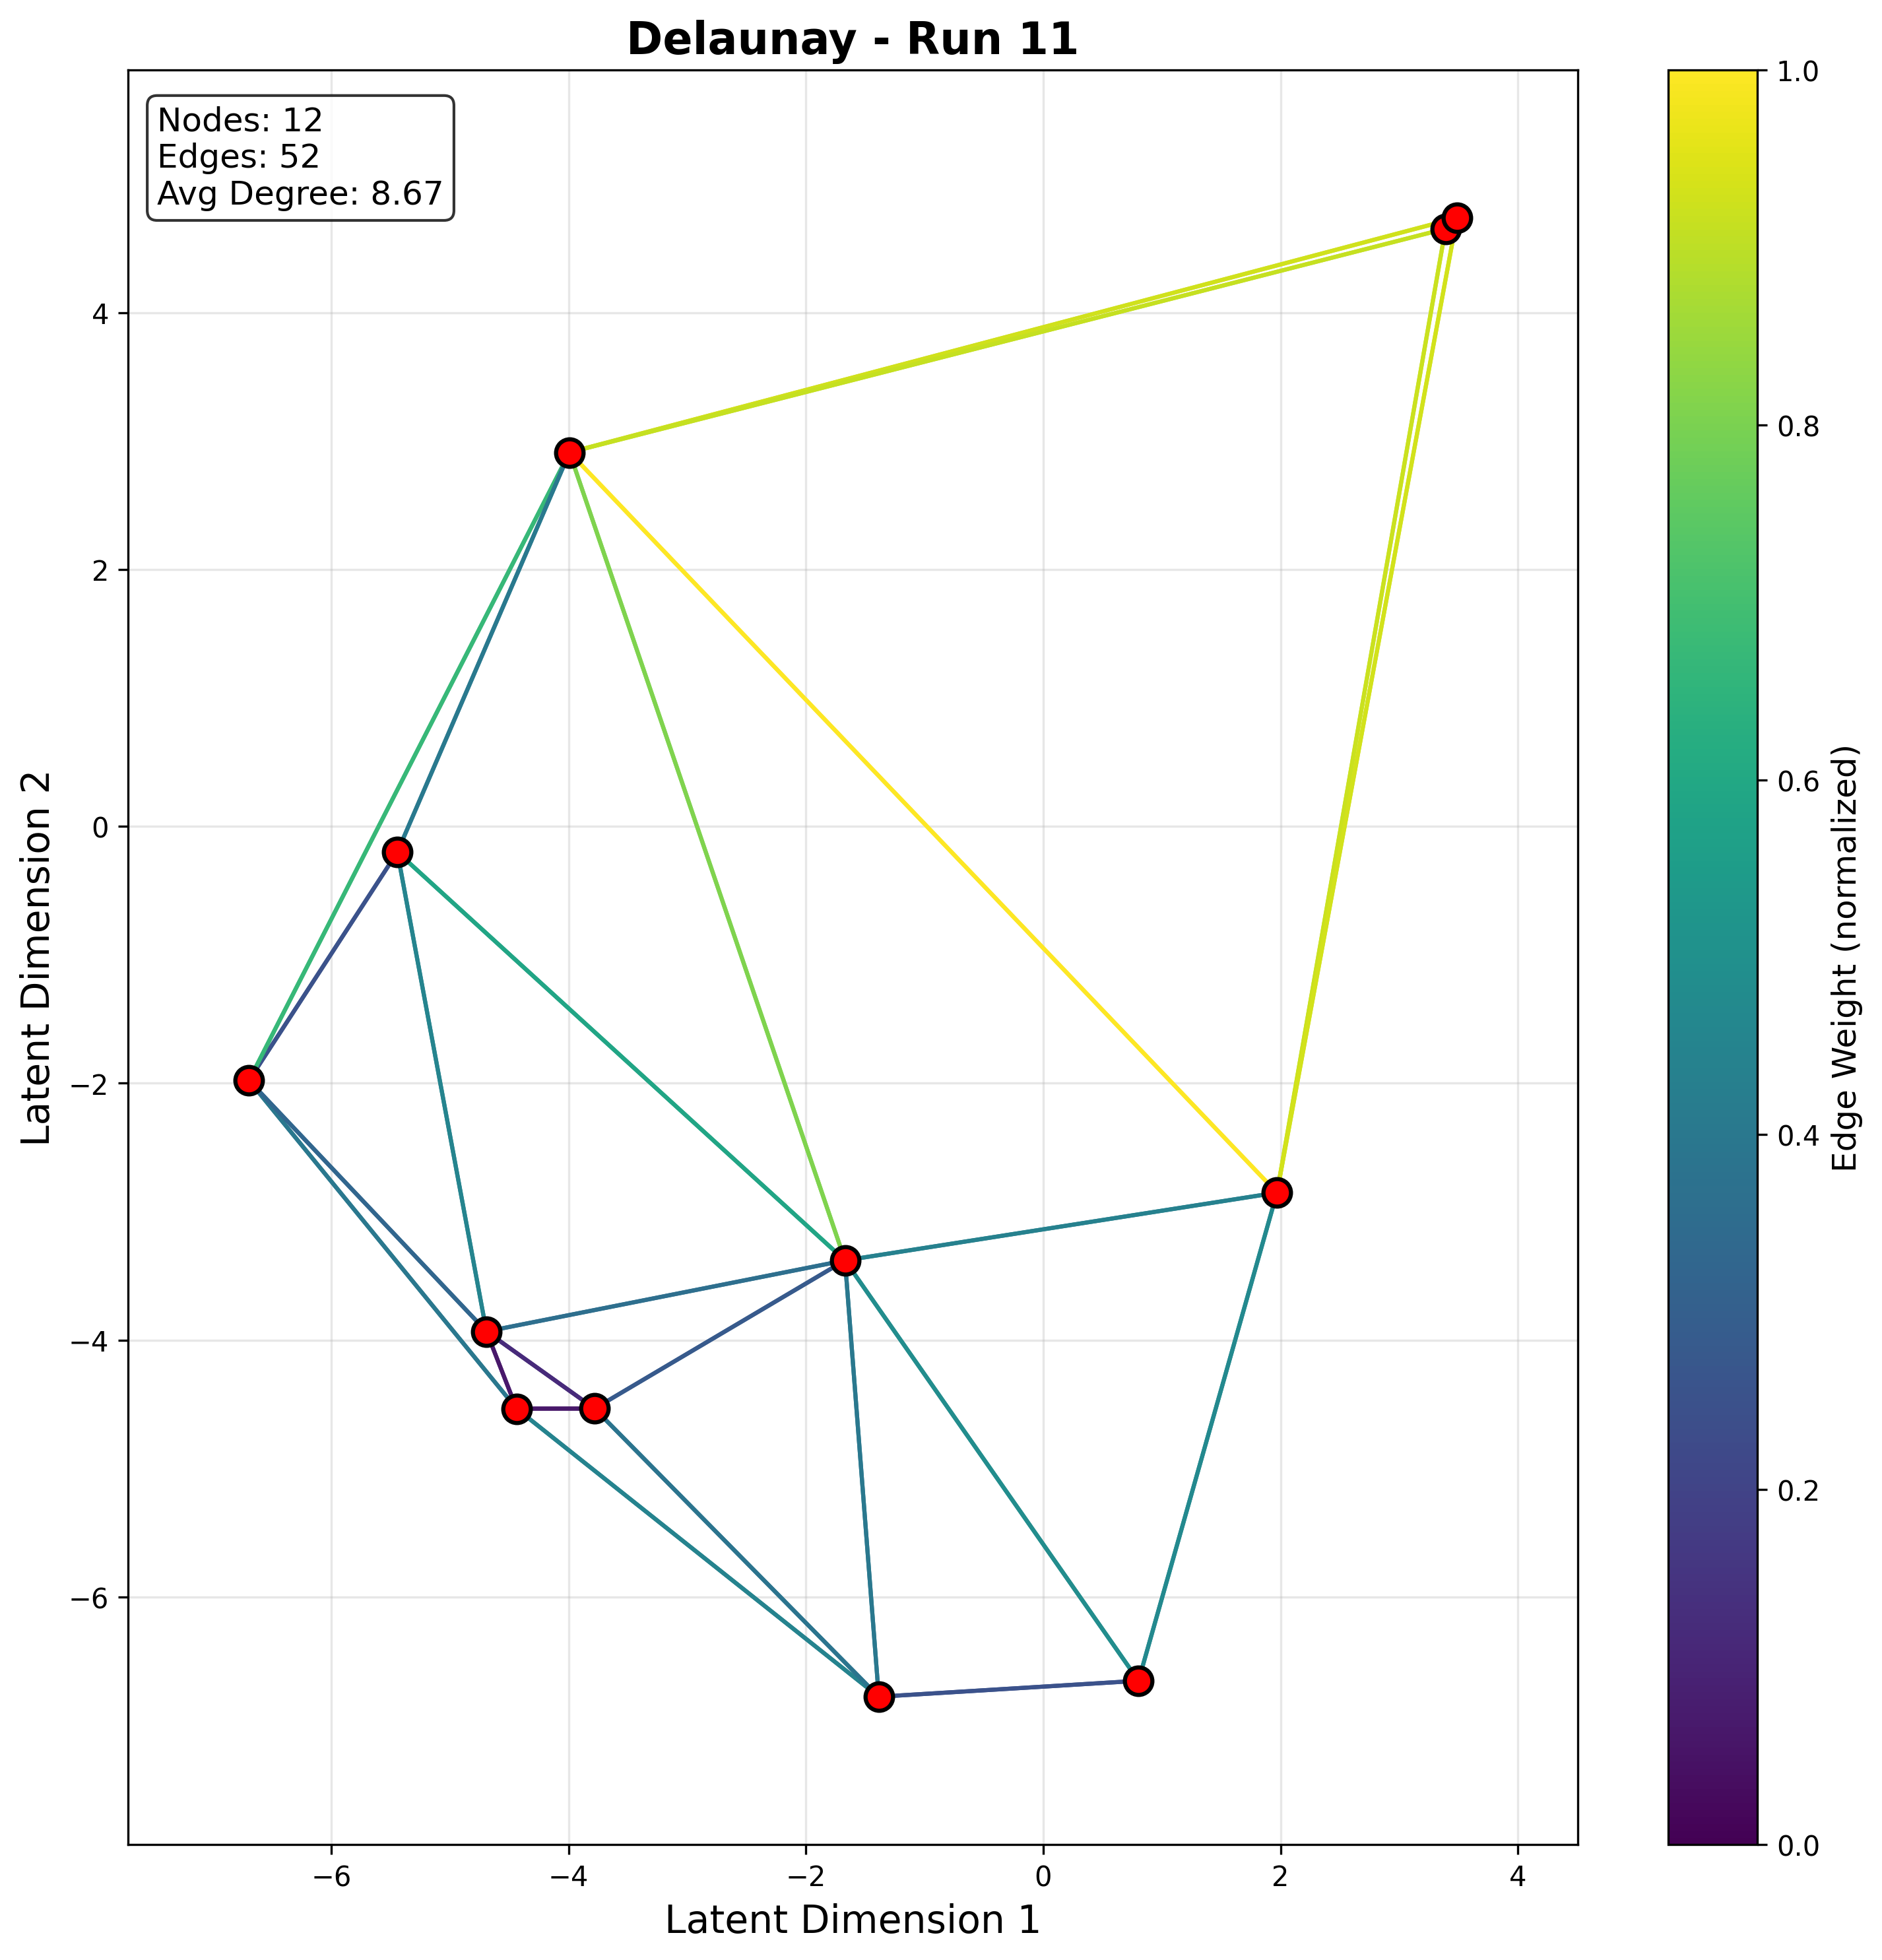 Delaunay - Run 11
Nodes: 12
Edges: 52
Avg Degree: 8.67
Latent Dimension 2
4
2
0
−2
−4
−6
−6
−4
−2
0
2
4
Latent Dimension 1
1.0
0.8
0.6
0.4
0.2
0.0
Edge Weight (normalized)